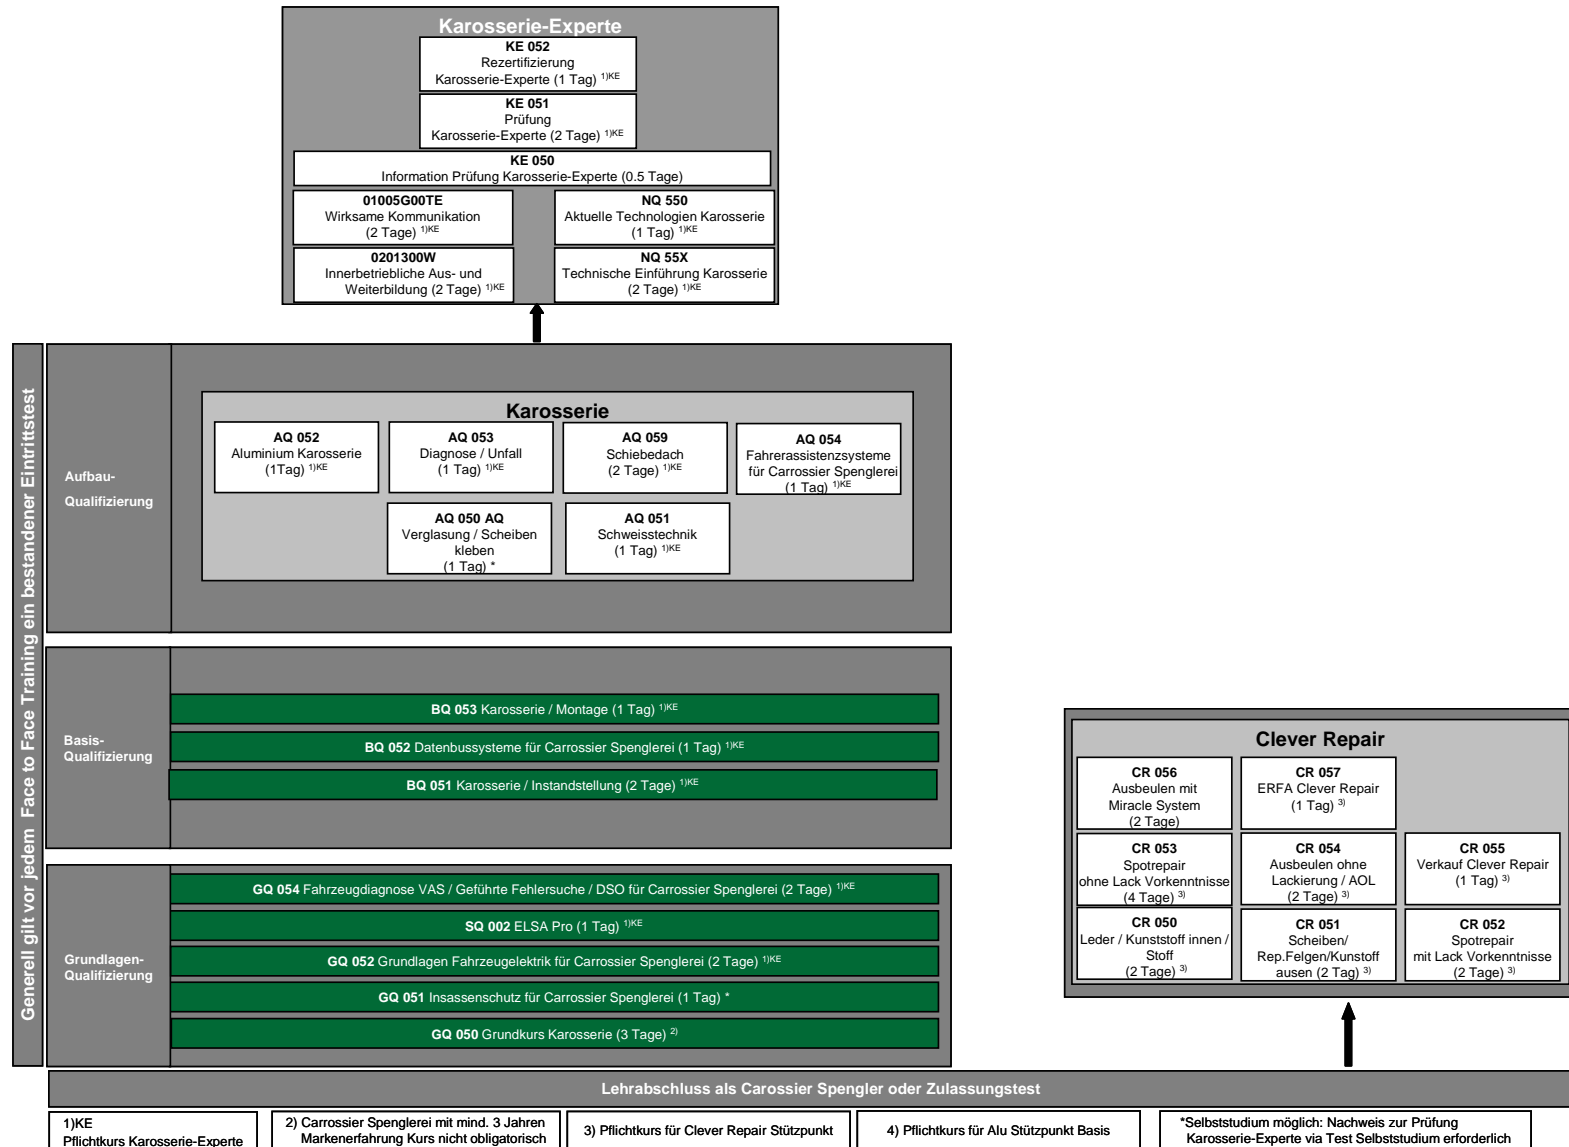 Karosserie-Experte
KE 052
Rezertifizierung
Karosserie-Experte (1 Tag) 1)KE
KE 051
Prüfung
Karosserie-Experte (2 Tage) 1)KE
KE 050
Information Prüfung Karosserie-Experte (0.5 Tage)
01005G00TE
Wirksame Kommunikation
(2 Tage) 1)KE
NQ 550
Aktuelle Technologien Karosserie
(1 Tag) 1)KE
0201300W
Innerbetriebliche Aus- und
Weiterbildung (2 Tage) 1)KE
NQ 55X
Technische Einführung Karosserie
(2 Tage) 1)KE
Generell gilt vor jedem Face to Face Training ein bestandener Eintrittstest
Aufbau-
Qualifizierung
Karosserie
AQ 052
Aluminium Karosserie
(1Tag) 1)KE
AQ 053
Diagnose / Unfall
(1 Tag) 1)KE
AQ 059
Schiebedach
(2 Tage) 1)KE
AQ 054
Fahrerassistenzsysteme
für Carrossier Spenglerei
(1 Tag) 1)KE
AQ 050 AQ
Verglasung / Scheiben
kleben
(1 Tag) *
AQ 051
Schweisstechnik
(1 Tag) 1)KE
Basis-
Qualifizierung
BQ 053 Karosserie / Montage (1 Tag) 1)KE
BQ 052 Datenbussysteme für Carrossier Spenglerei (1 Tag) 1)KE
BQ 051 Karosserie / Instandstellung (2 Tage) 1)KE
Grundlagen-
Qualifizierung
GQ 054 Fahrzeugdiagnose VAS / Geführte Fehlersuche / DSO für Carrossier Spenglerei (2 Tage) 1)KE
SQ 002 ELSA Pro (1 Tag) 1)KE
GQ 052 Grundlagen Fahrzeugelektrik für Carrossier Spenglerei (2 Tage) 1)KE
GQ 051 Insassenschutz für Carrossier Spenglerei (1 Tag) *
GQ 050 Grundkurs Karosserie (3 Tage) 2)
Clever Repair
CR 056
Ausbeulen mit
Miracle System
(2 Tage)
CR 057
ERFA Clever Repair
(1 Tag) 3)
CR 053
Spotrepair
ohne Lack Vorkenntnisse
(4 Tage) 3)
CR 054
Ausbeulen ohne
Lackierung / AOL
(2 Tage) 3)
CR 055
Verkauf Clever Repair
(1 Tag) 3)
CR 050
Leder / Kunststoff innen /
Stoff
(2 Tage) 3)
CR 051
Scheiben/
Rep.Felgen/Kunstoff
ausen (2 Tag) 3)
CR 052
Spotrepair
mit Lack Vorkenntnisse
(2 Tage) 3)
Lehrabschluss als Carossier Spengler oder Zulassungstest
1)KE
Pflichtkurs Karosserie-Experte
2) Carrossier Spenglerei mit mind. 3 Jahren
Markenerfahrung Kurs nicht obligatorisch
3) Pflichtkurs für Clever Repair Stützpunkt
4) Pflichtkurs für Alu Stützpunkt Basis
*Selbststudium möglich: Nachweis zur Prüfung
Karosserie-Experte via Test Selbststudium erforderlich